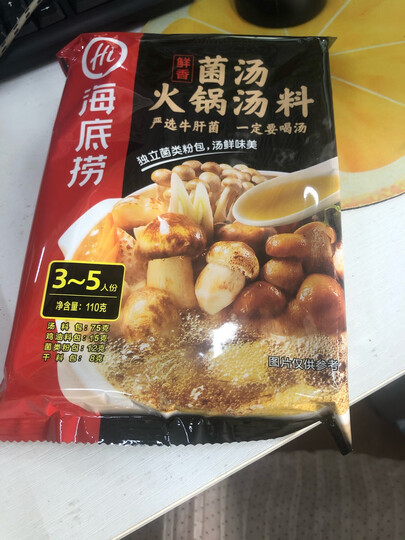 Hi
海底捞
鲜香
菌汤
火锅汤料
严选牛肝菌 一定要喝汤
独立菌类粉包，汤鲜味美
3~5人份
净含量：110克
汤料包：75克
鸡油料包：15克
菌类粉包：12克
干料包：8克
图片仅供参考